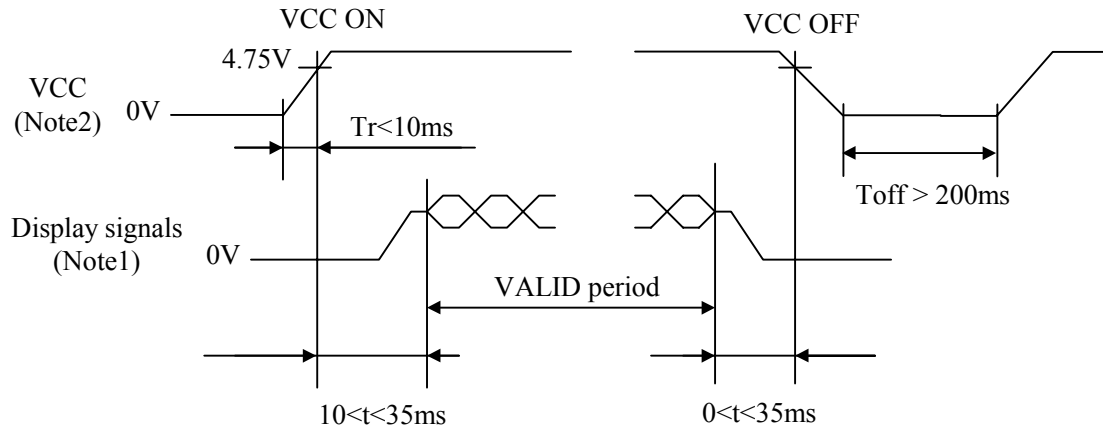 VCC ON
VCC OFF
4.75V
VCC
(Note2)
0V
Tr<10ms
Toff > 200ms
Display signals
(Note1)
0V
VALID period
10<t<35ms
0<t<35ms